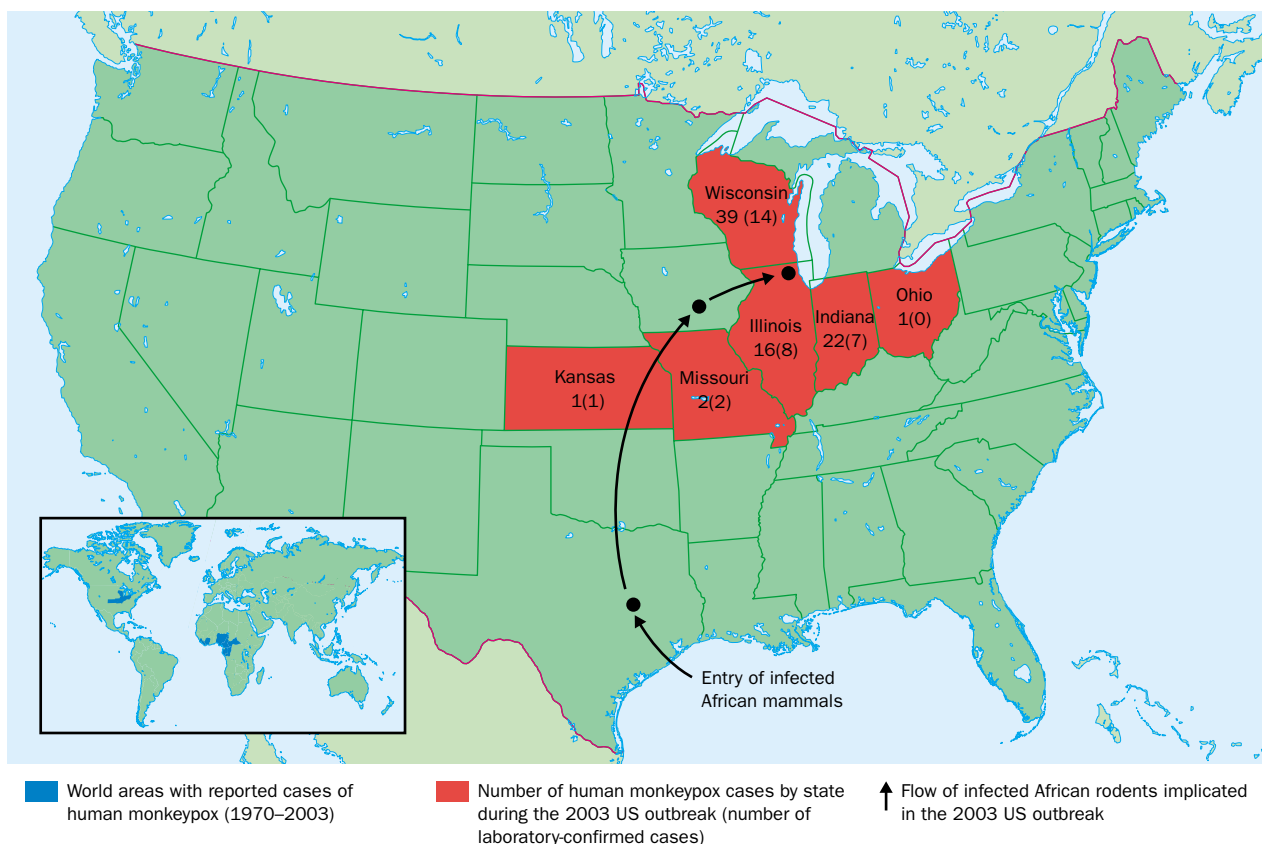 Wisconsin
39 (14)
Ohio
1(0)
Indiana
22(7)
Illinois
16(8)
Kansas
1(1)
Missouri
2(2)
Entry of infected
African mammals
World areas with reported cases of
human monkeypox (1970–2003)
Number of human monkeypox cases by state
during the 2003 US outbreak (number of
laboratory-confirmed cases)
Flow of infected African rodents implicated
in the 2003 US outbreak